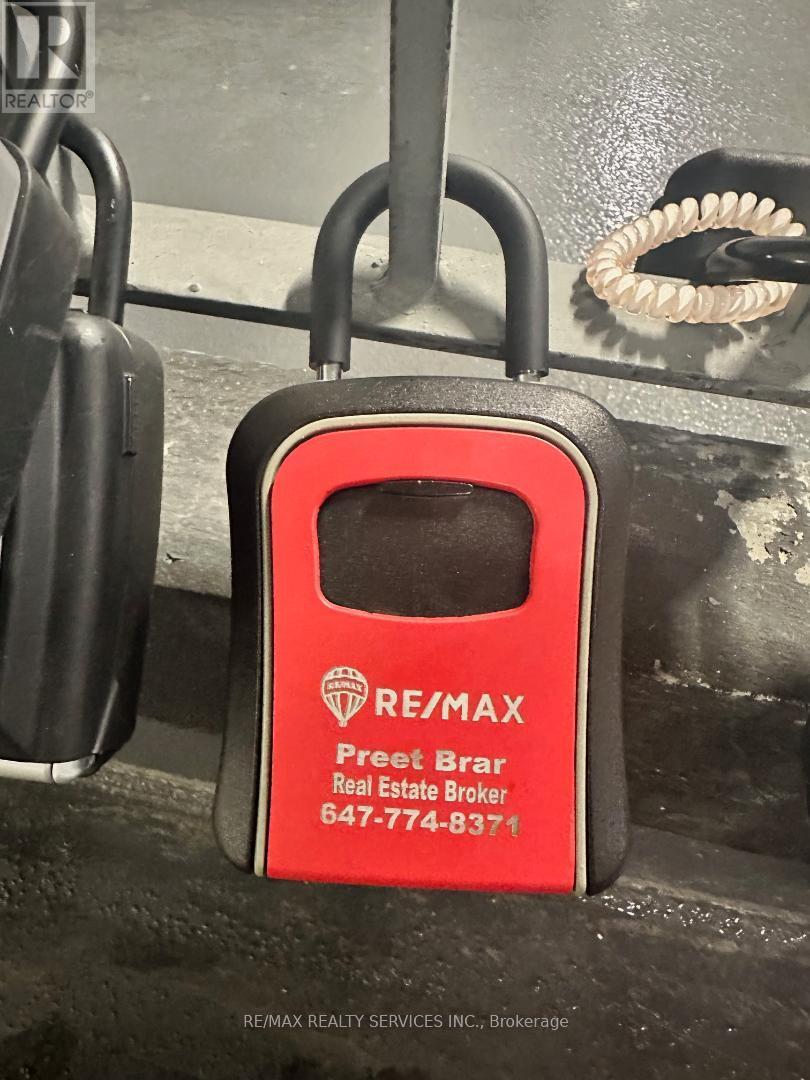 R
REALTOR®
RE/MAX
RE/MAX
Preet Brar
Real Estate Broker
647-774-8371
RE/MAX REALTY SERVICES INC., Brokerage